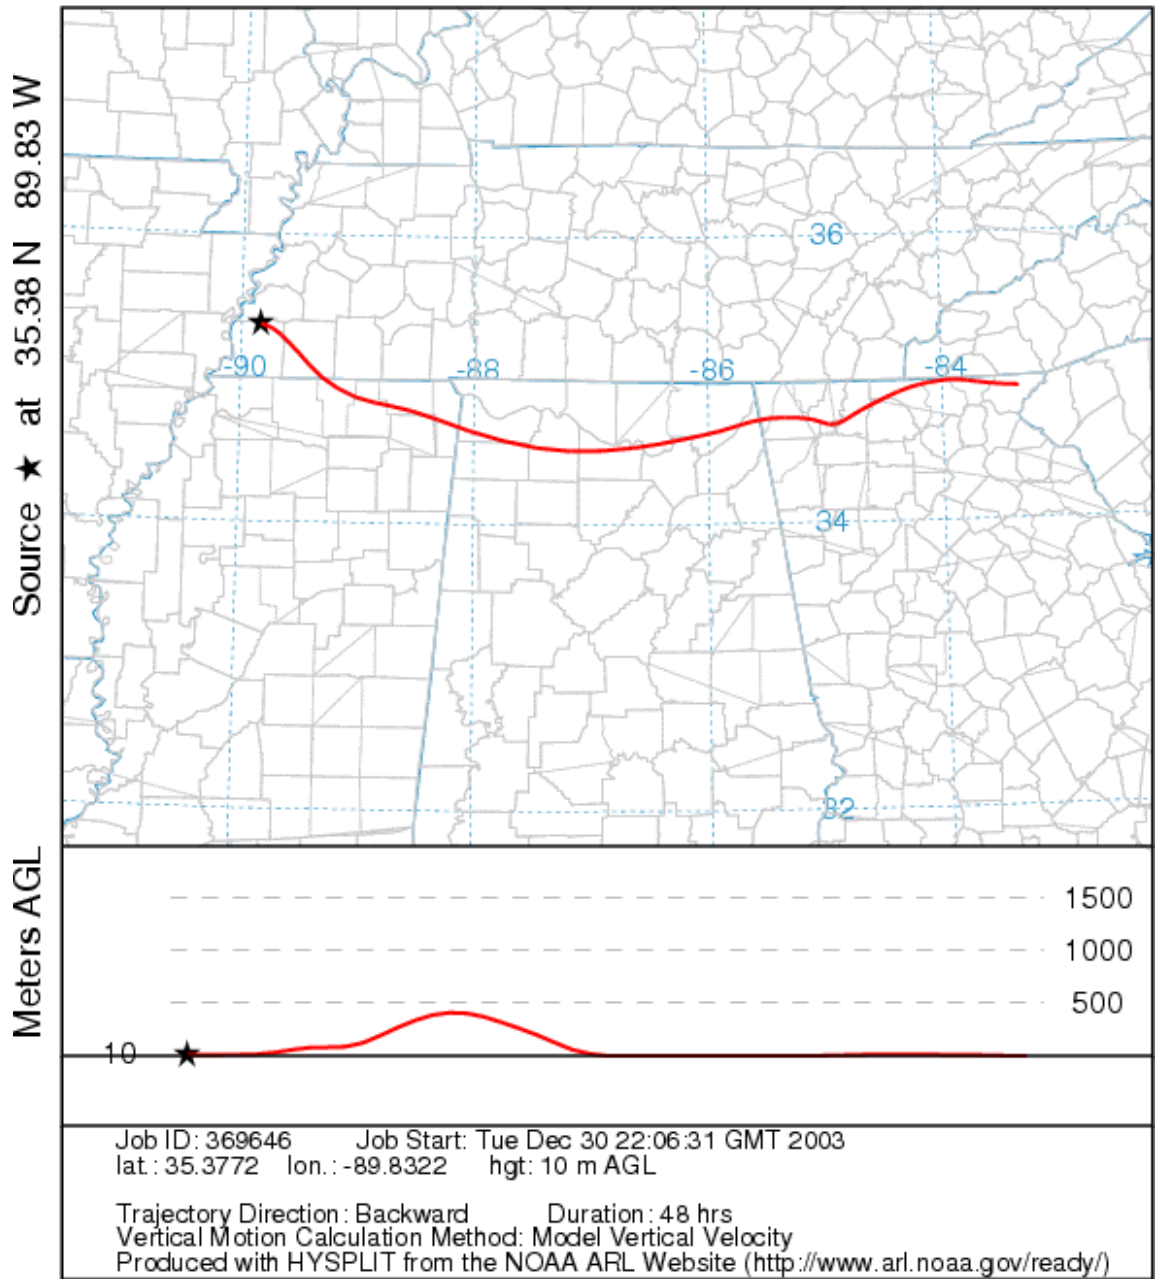 Source ★ at 35.38 N 89.83 W
36
-90
-88
-86
-84
34
32
Meters AGL
1500
1000
500
10
Job ID: 369646 Job Start: Tue Dec 30 22:06:31 GMT 2003
lat.: 35.3772 lon.: -89.8322 hgt: 10 m AGL
Trajectory Direction: Backward Duration: 48 hrs
Vertical Motion Calculation Method: Model Vertical Velocity
Produced with HYSPLIT from the NOAA ARL Website (http://www.arl.noaa.gov/ready/)